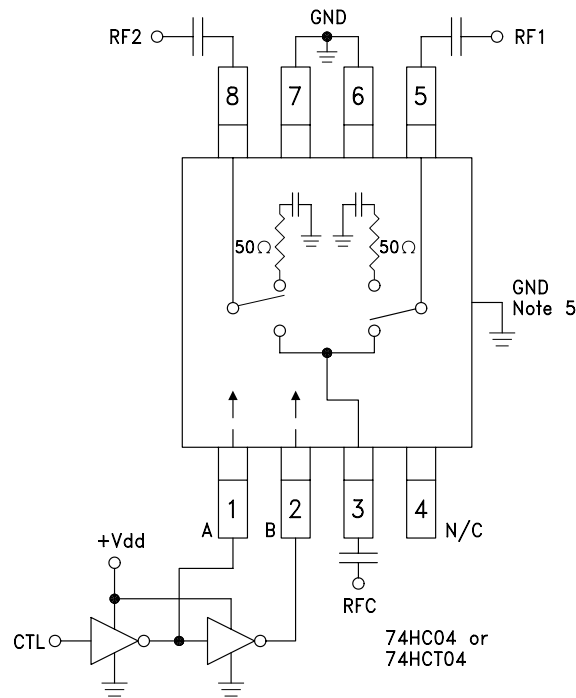 GND
RF2
RF1
8
7
6
5
50Ω
50Ω
GND
Note 5
1
2
3
4
A
B
N/C
+Vdd
RFC
CTL
74HC04 or
74HCT04